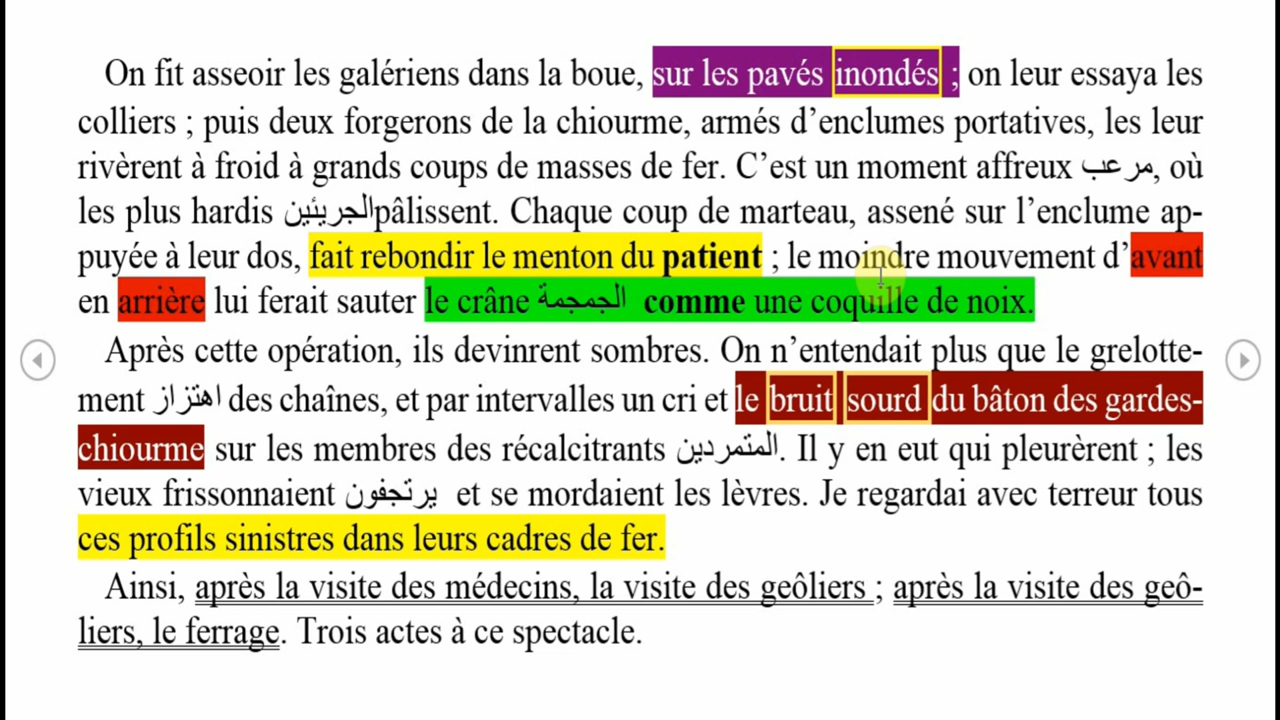 On fit asseoir les galériens dans la boue, sur les pavés inondés ; on leur essaya les
colliers ; puis deux forgerons de la chiourme, armés d’enclumes portatives, les leur
rivèrent à froid à grands coups de masses de fer. C’est un moment affreux مرعب, où
les plus hardis الجريئينpâlissent. Chaque coup de marteau, assené sur l’enclume ap-
puyée à leur dos, fait rebondir le menton du patient ; le moindre mouvement d’avant
en arrière lui ferait sauter le crâne الجمجمة comme une coquille de noix.
Après cette opération, ils devinrent sombres. On n’entendait plus que le grelotte-
ment اهتزاز des chaînes, et par intervalles un cri et le bruit sourd du bâton des gardes-
chiourme sur les membres des récalcitrants المتمردين. Il y en eut qui pleurèrent ; les
vieux frissonnaient يرتجفون et se mordaient les lèvres. Je regardai avec terreur tous
ces profils sinistres dans leurs cadres de fer.
Ainsi, après la visite des médecins, la visite des geôliers ; après la visite des geô-
liers, le ferrage. Trois actes à ce spectacle.